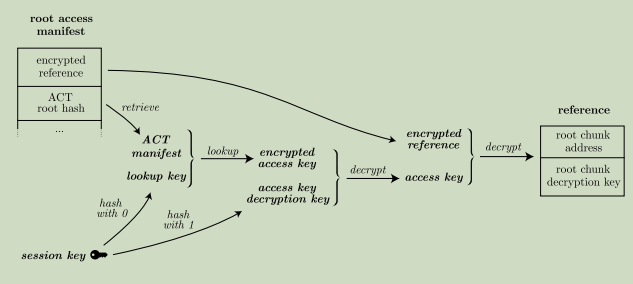 root access
manifest
encrypted
reference
ACT
root hash
...
retrieve
ACT
manifest
lookup key
lookup
encrypted
access key
access key
decryption key
decrypt
encrypted
reference
access key
decrypt
reference
root chunk
address
root chunk
decryption key
hash
with 0
hash
with 1
session key